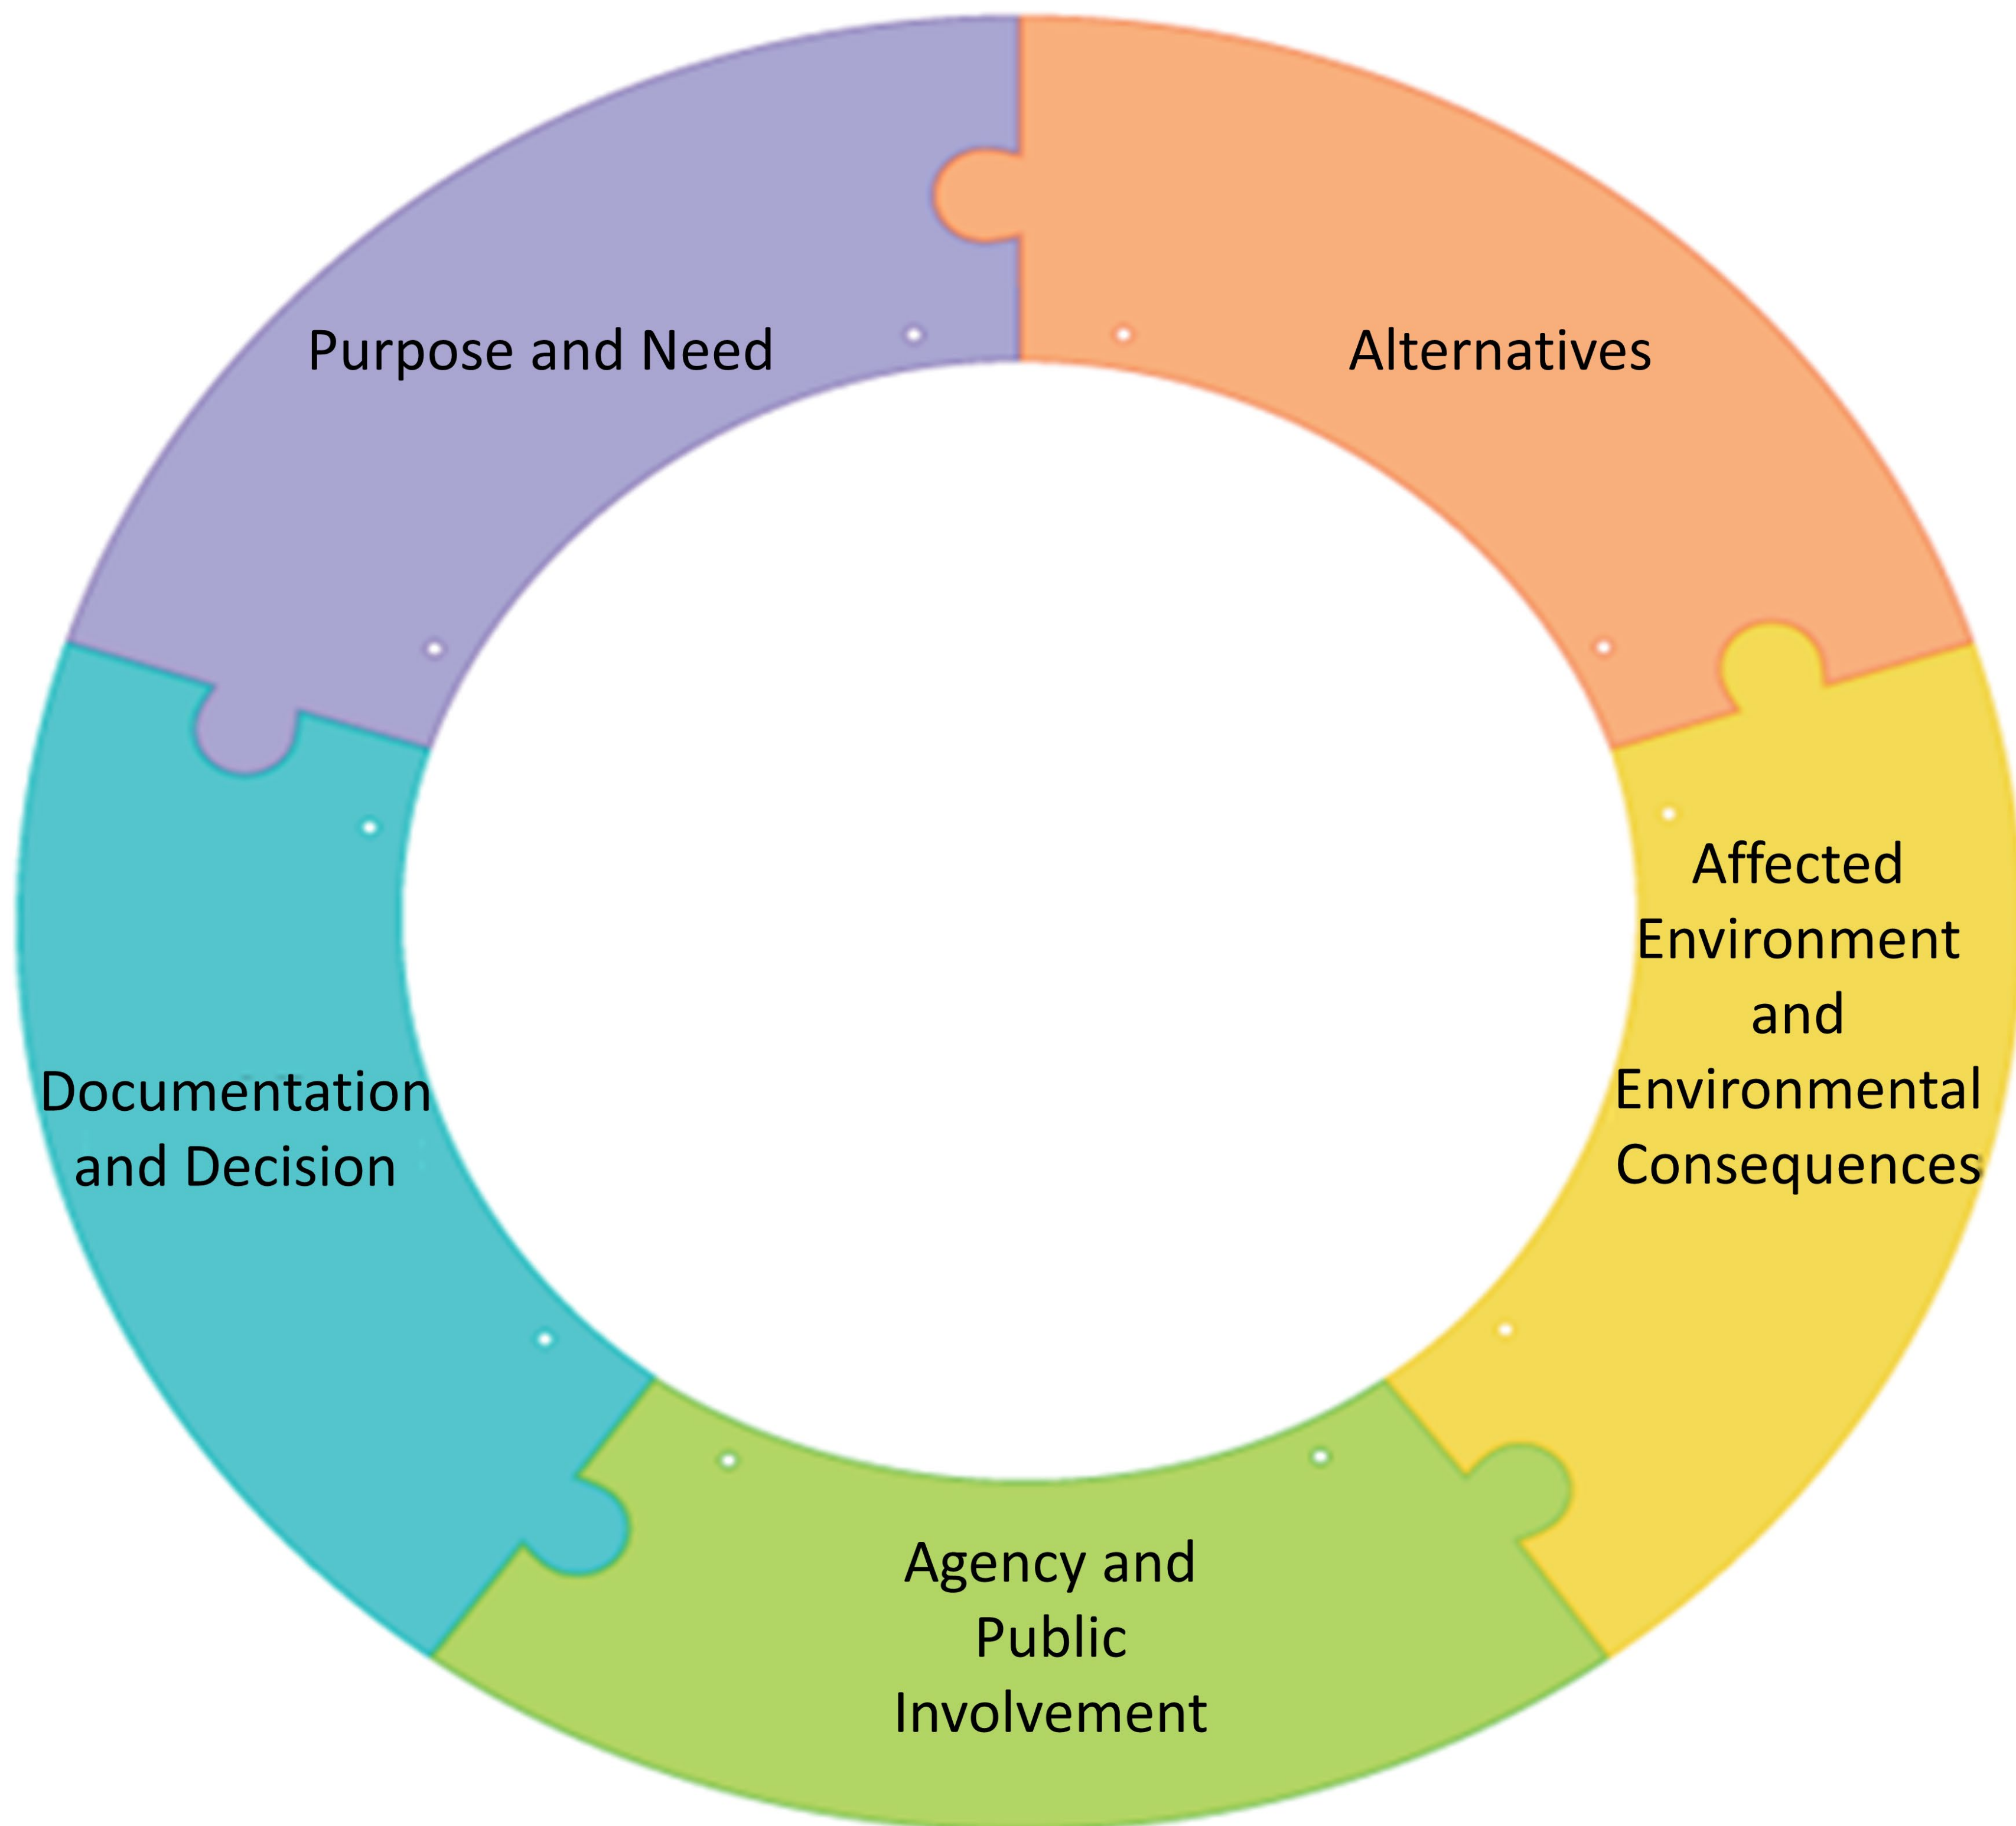 Purpose and Need
Alternatives
Affected
Environment
and
Environmental
Consequences
Agency and
Public
Involvement
Documentation
and Decision